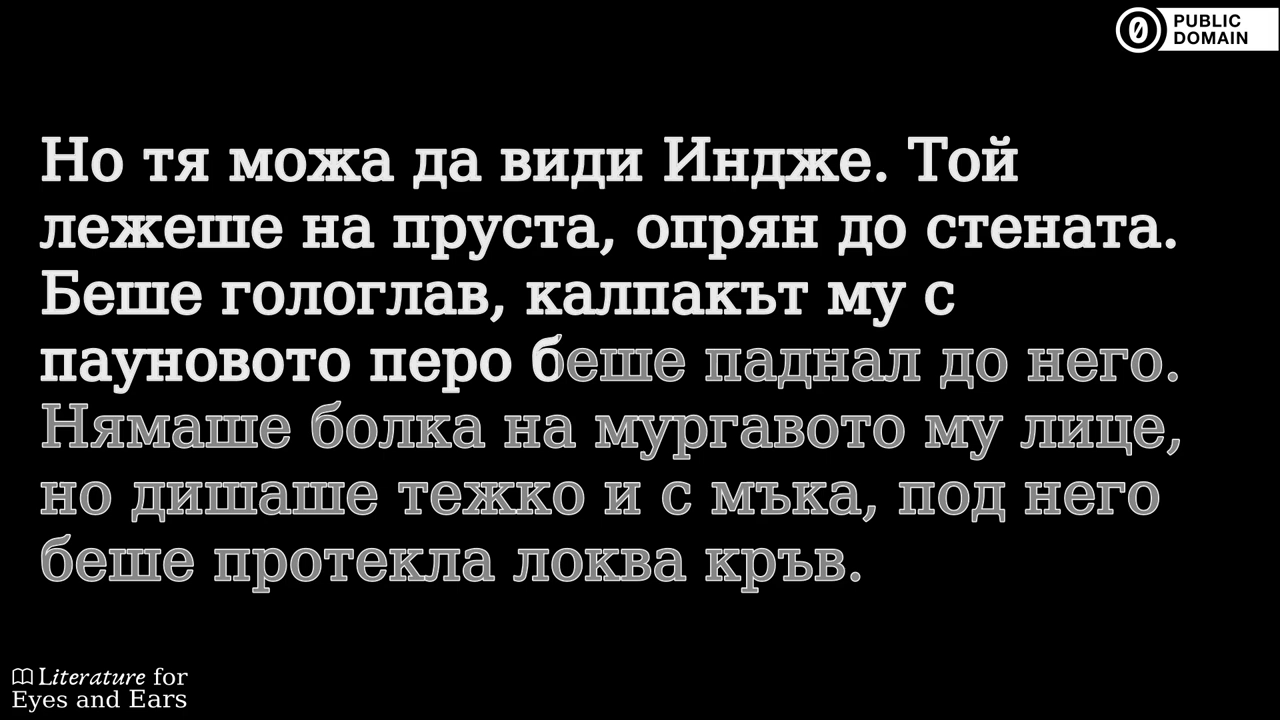 PUBLIC
DOMAIN
Но тя можа да види Индже. Той
лежеше на пруста, опрян до стената.
Беше гологлав, калпакът му с
пауновото перо беше паднал до него.
Нямаше болка на мургавото му лице,
но дишаше тежко и с мъка, под него
беше протекла локва кръв.
Literature for
Eyes and Ears